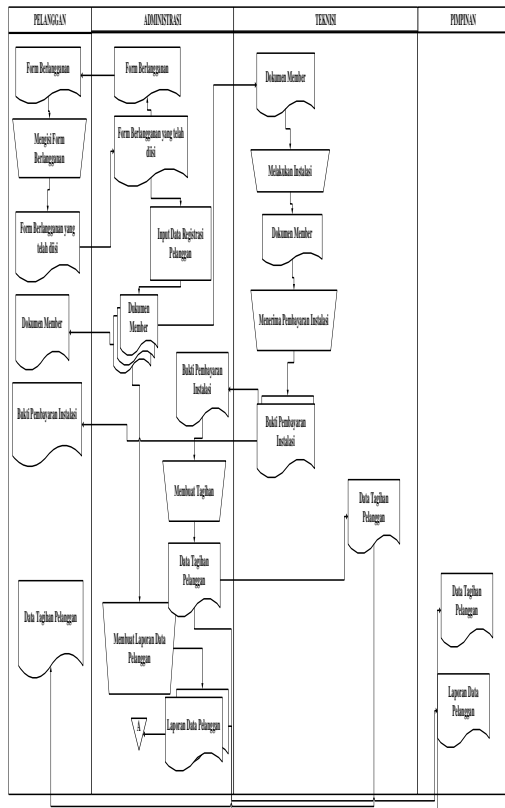 PELANGGAN
ADMINISTRASI
TEKNISI
PIMPINAN
Form Berlangganan
Form Berlangganan
Dokumen Member
Mengisi Form
Berlangganan
Form Berlangganan yang telah
diisi
Melakukan Instalasi
Form Berlangganan yang
telah diisi
Input Data Registrasi
Pelanggan
Dokumen Member
Dokumen Member
Dokumen
Member
Menerima Pembayaran Instalasi
Bukti Pembayaran Instalasi
Bukti Pembayaran
Instalasi
Bukti Pembayaran
Instalasi
Membuat Tagihan
Data Tagihan
Pelanggan
Data Tagihan
Pelanggan
Data Tagihan Pelanggan
Data Tagihan
Pelanggan
Membuat Laporan Data
Pelanggan
Laporan Data
Pelanggan
A
Laporan Data Pelanggan